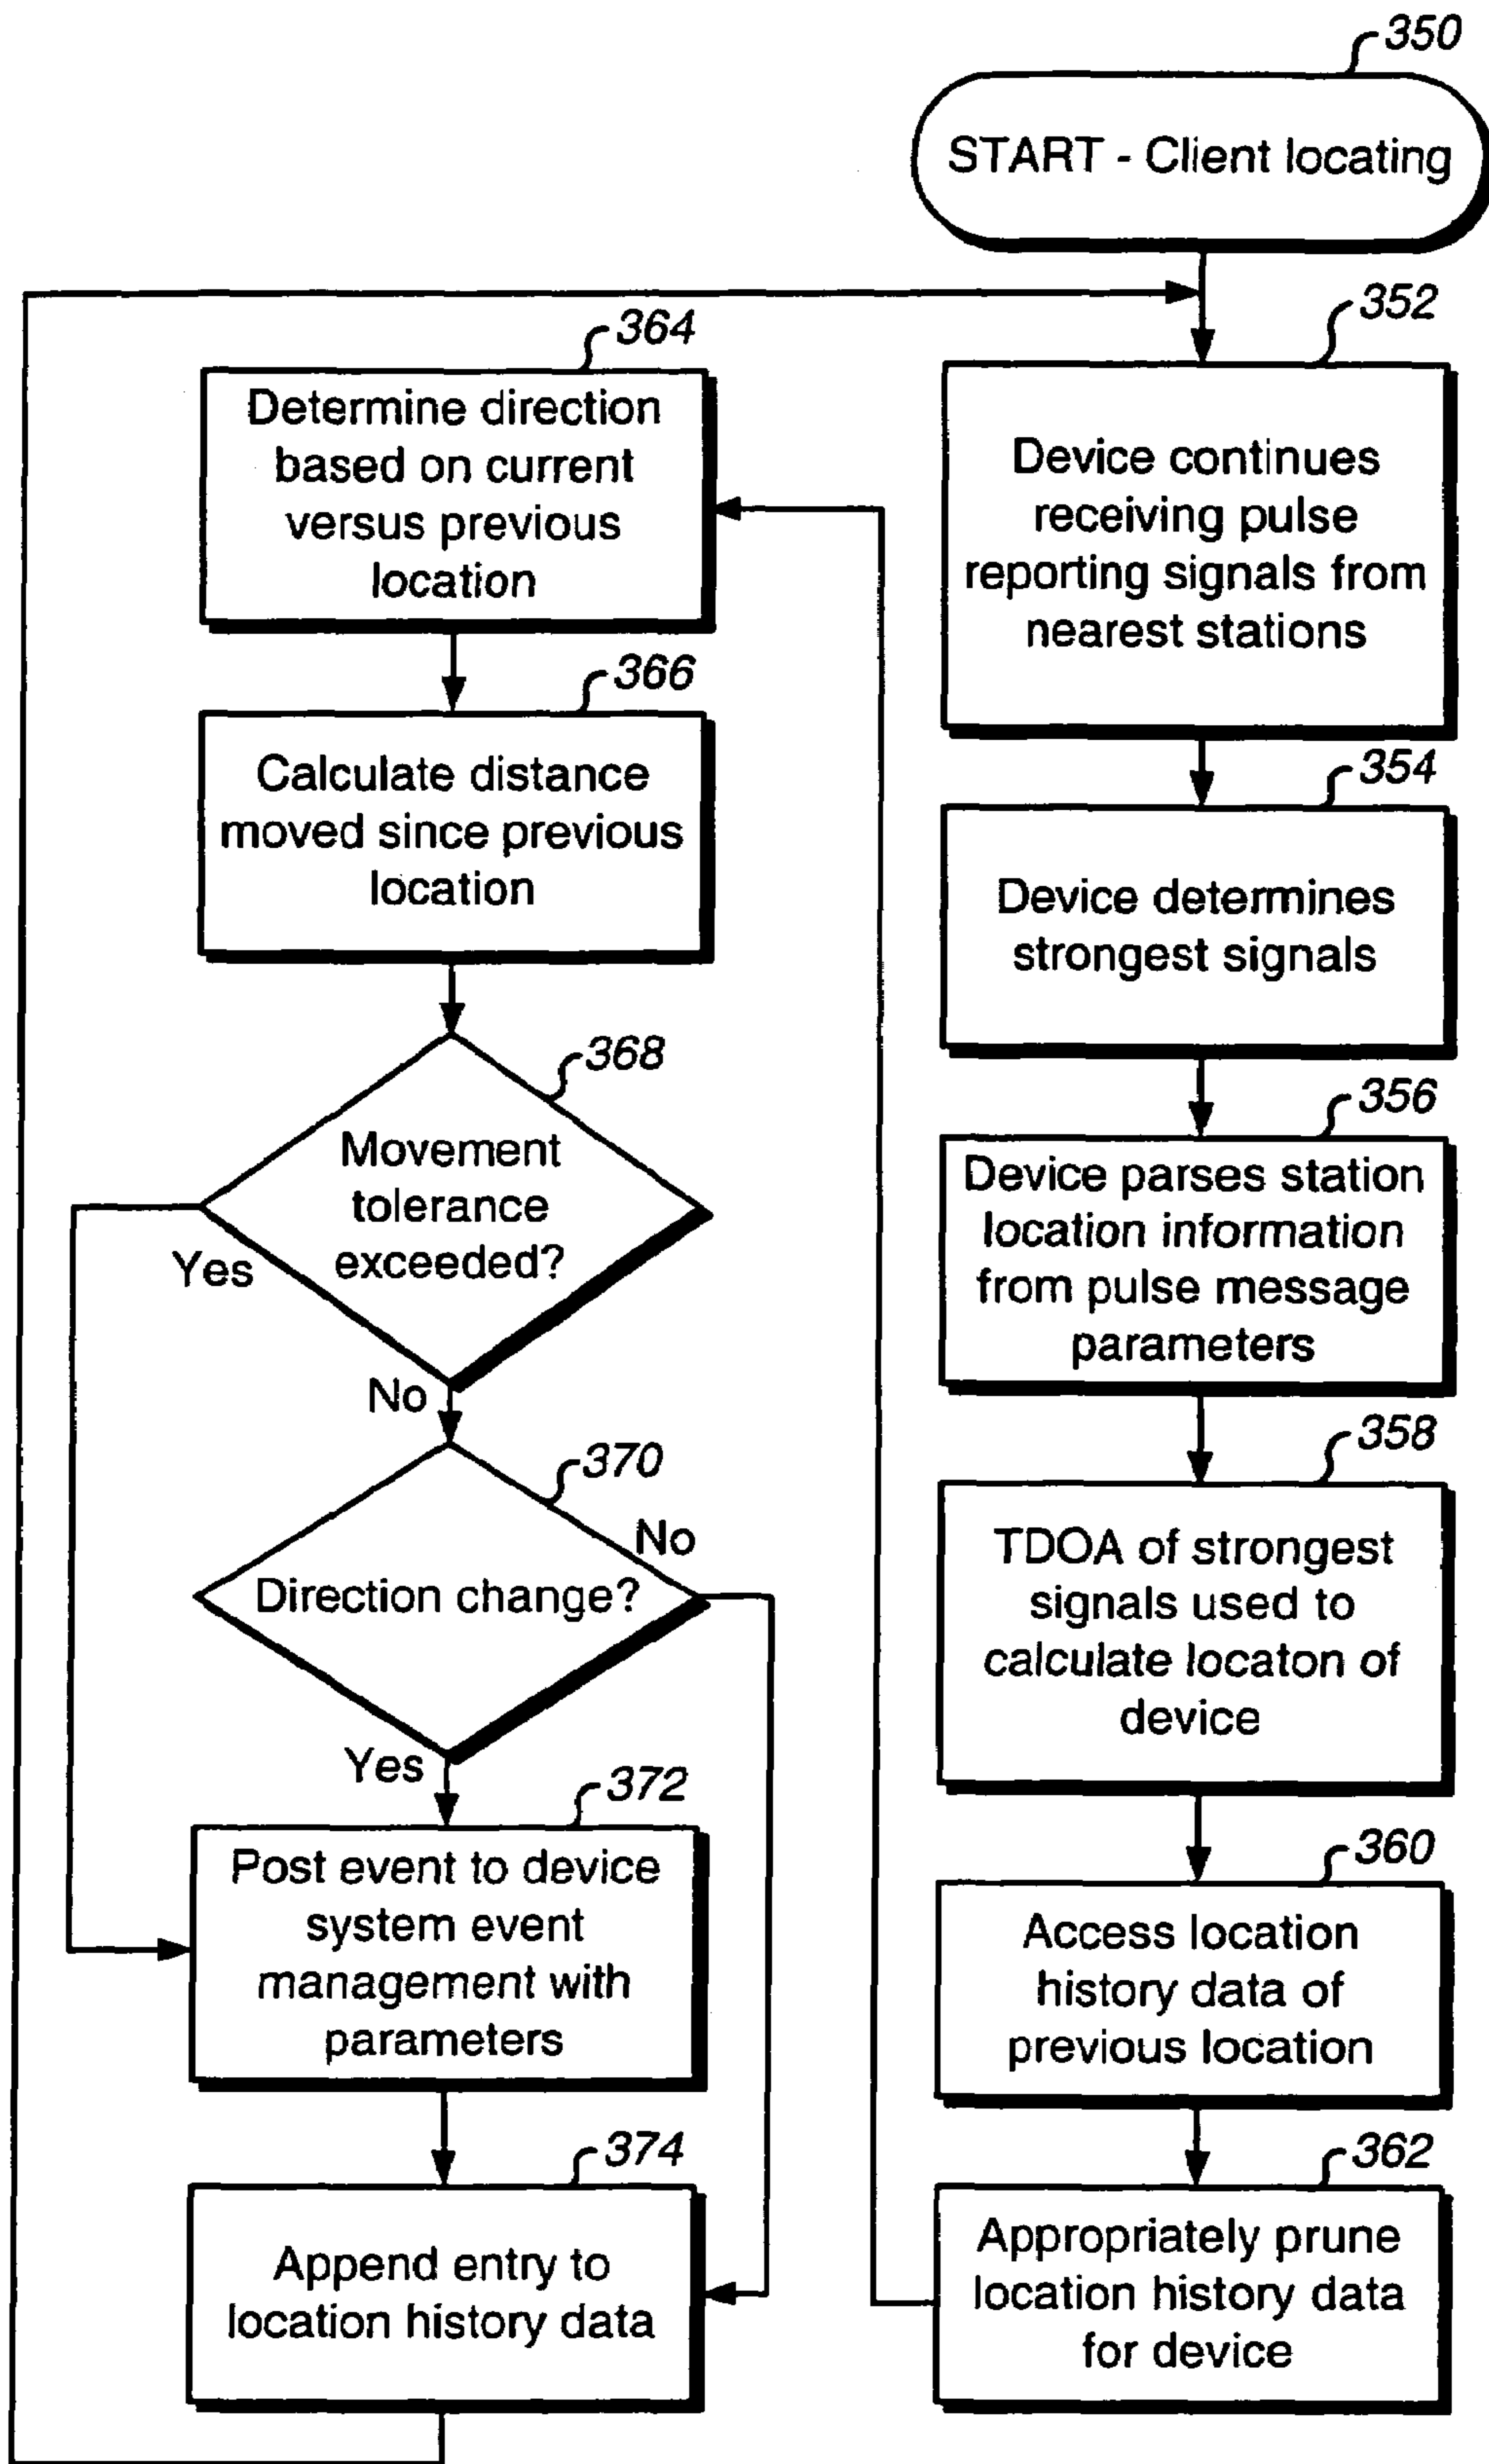 350
START - Client locating
352
Device continues
receiving pulse
reporting signals from
nearest stations
354
Device determines
strongest signals
356
Device parses station
location information
from pulse message
parameters
358
TDOA of strongest
signals used to
calculate locaton of
device
360
Access location
history data of
previous location
362
Appropriately prune
location history data
for device
364
Determine direction
based on current
versus previous
location
366
Calculate distance
moved since previous
location
368
Movement
tolerance
exceeded?
Yes
No
370
No
Direction change?
Yes
372
Post event to device
system event
management with
parameters
374
Append entry to
location history data